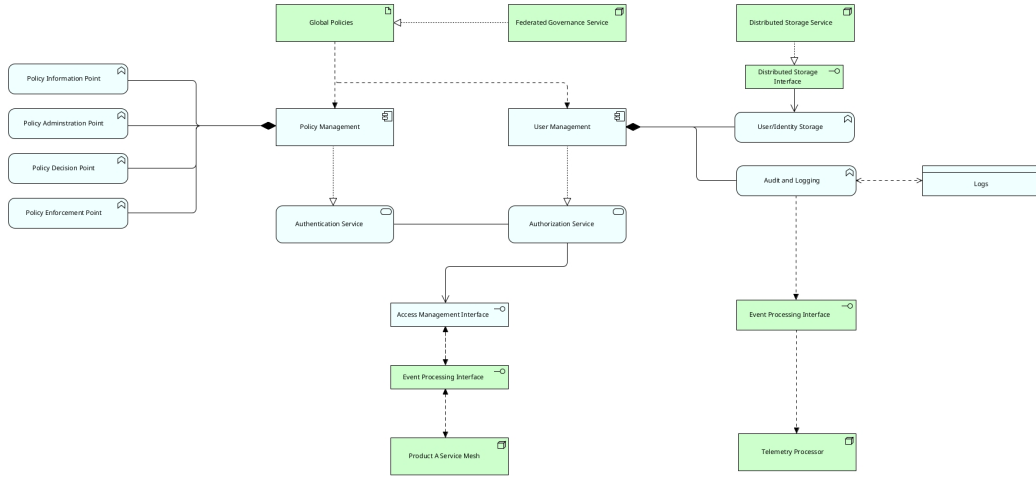 Global Policies
Federated Governance Service
Distributed Storage Service
Policy Information Point
Distributed Storage
Interface
Policy Adminstration Point
Policy Management
User Management
User/Identity Storage
Policy Decision Point
Audit and Logging
Logs
Policy Enforcement Point
Authentication Service
Authorization Service
Access Management Interface
Event Processing Interface
Event Processing Interface
Product A Service Mesh
Telemetry Processor